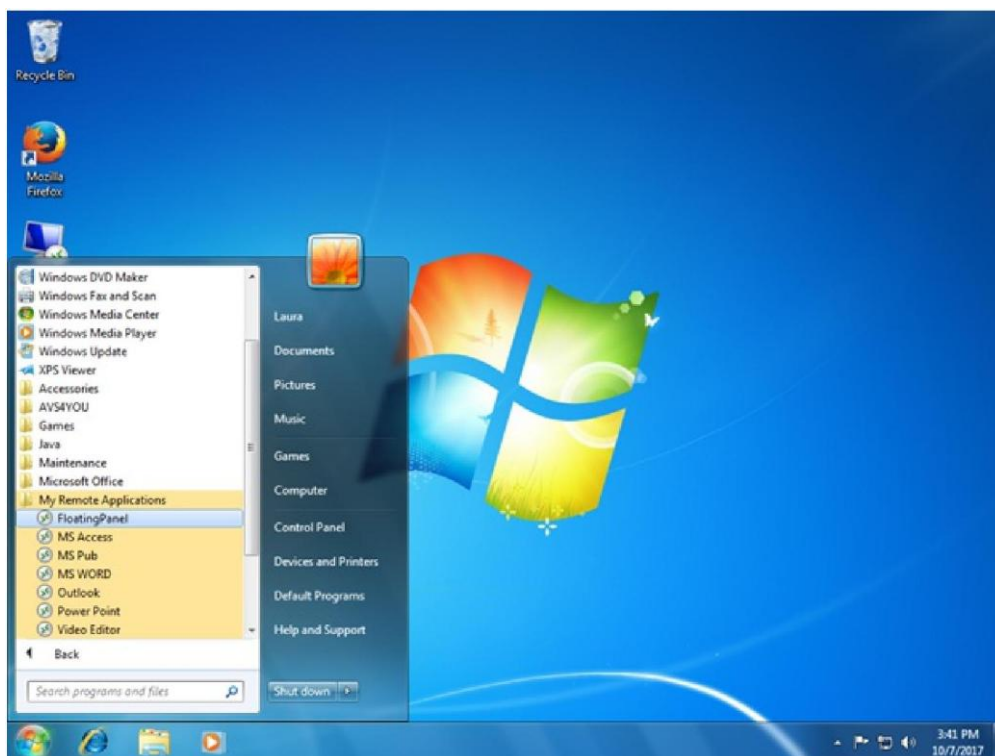 Recycle Bin
Mozilla
Firefox
Windows DVD Maker
Windows Fax and Scan
Windows Media Center
Windows Media Player
Windows Update
XPS Viewer
Accessories
AVS4YOU
Games
Java
Maintenance
Microsoft Office
My Remote Applications
FloatingPanel
MS Access
MS Pub
MS WORD
Outlook
Power Point
Video Editor
Back
Search programs and files
Laura
Documents
Pictures
Music
Games
Computer
Control Panel
Devices and Printers
Default Programs
Help and Support
Shut down
3:41 PM
10/7/2017